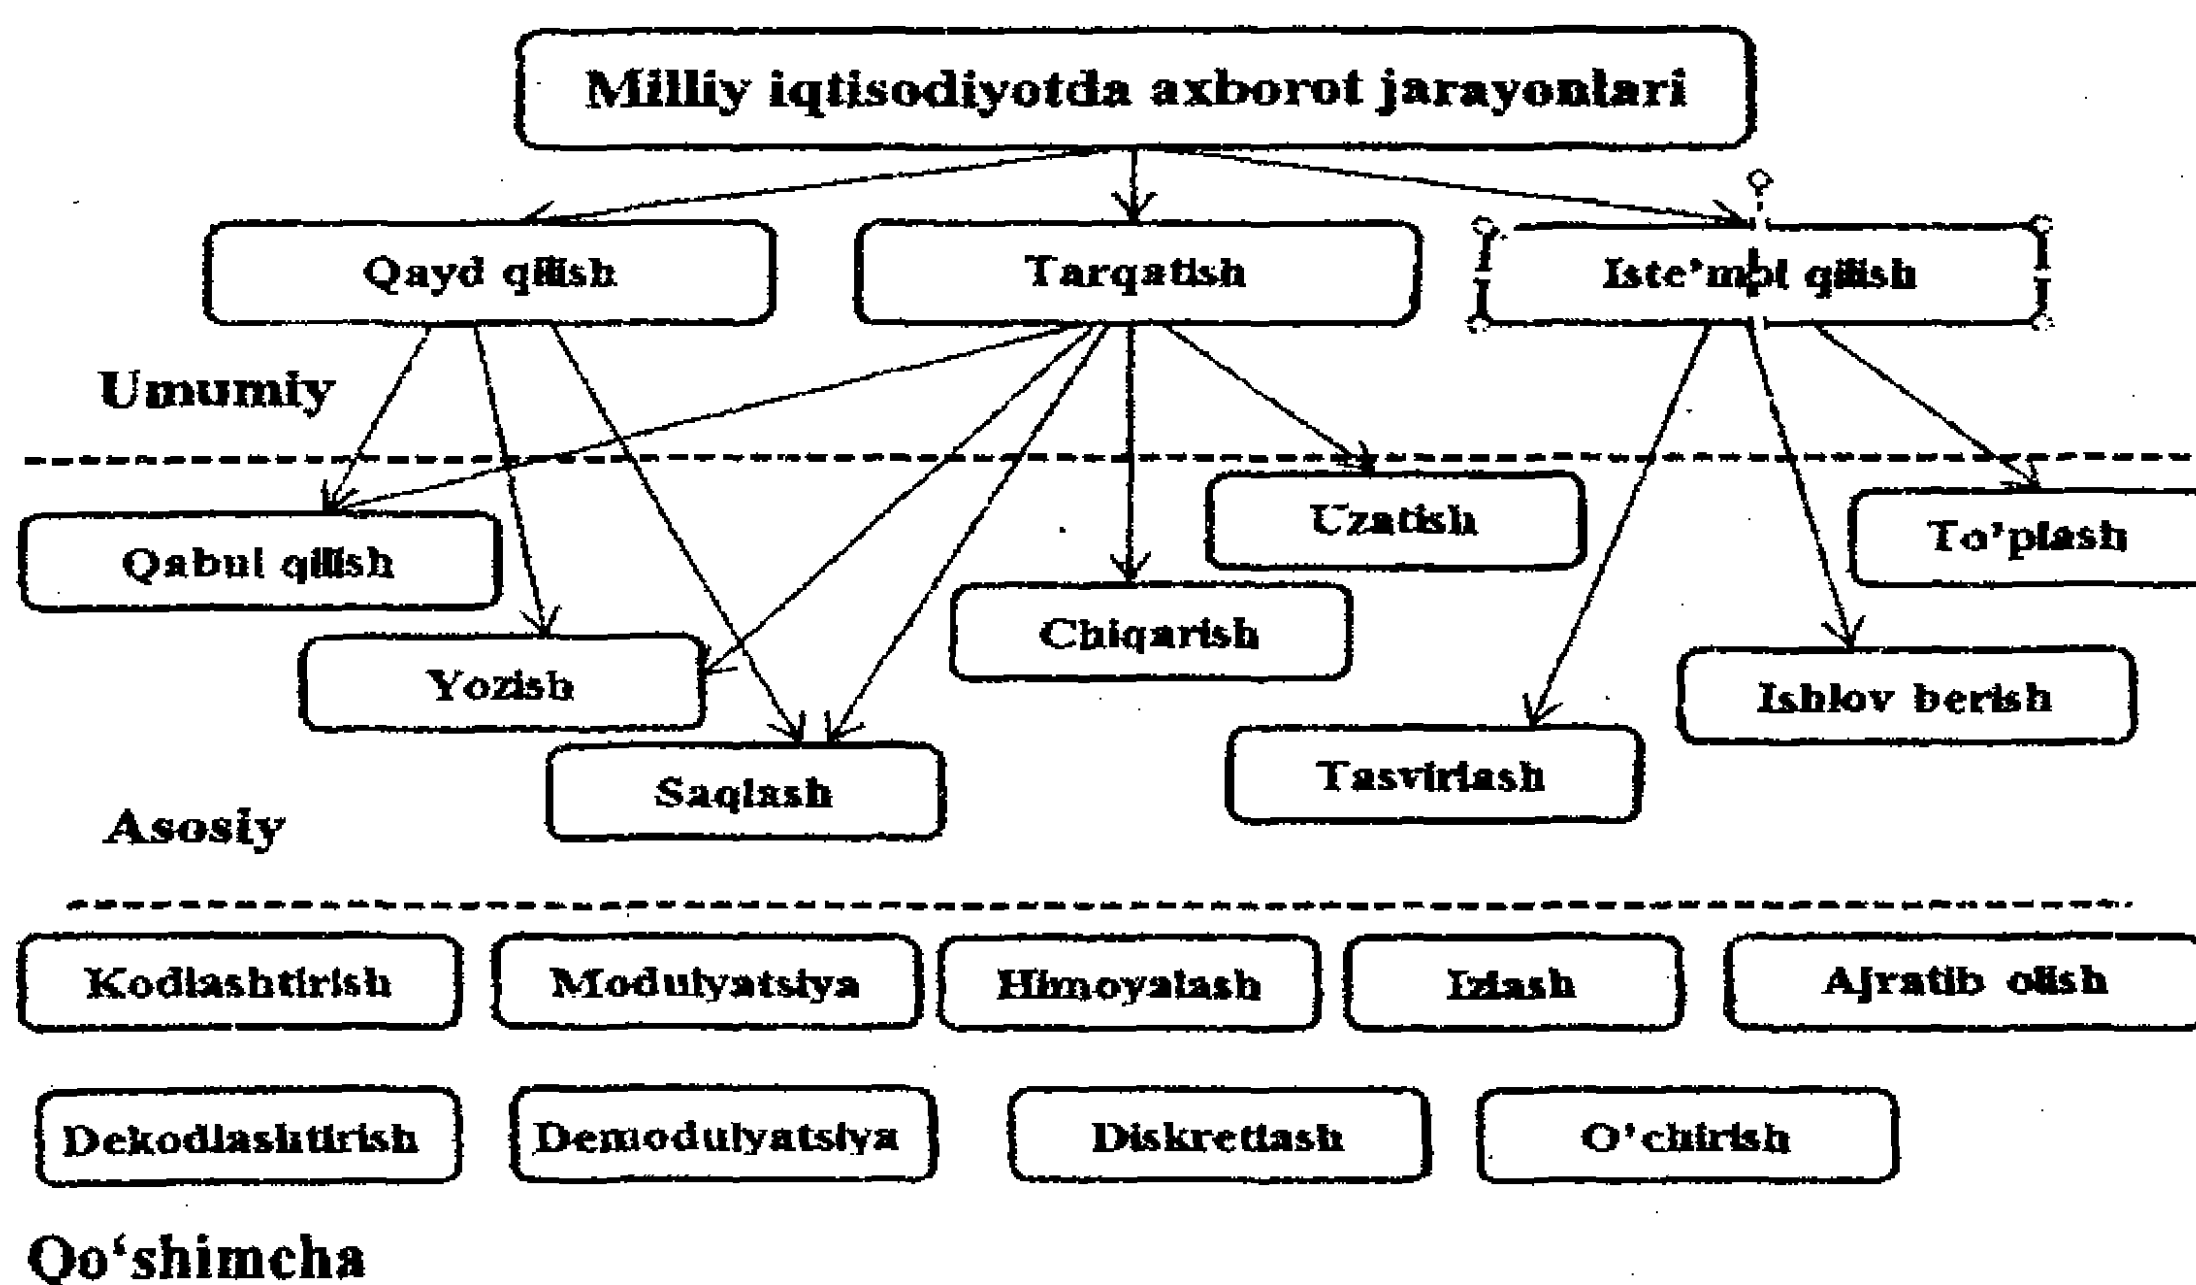 Milliy iqtisodiyotda axborot jarayonlari
Qayd qilish
Tarqatish
Iste'mol qilish
Umumiy
Qabul qilish
Uzatish
To'plash
Chiqarish
Yozish
Ishlov berish
Saqlash
Tasvirlash
Asosiy
Kodlashtirish
Modulyatsiya
Himoyalash
Izlash
Ajratib olish
Dekodlashtirish
Demodulyatsiya
Diskretlash
O'chirish
Qo‘shimcha